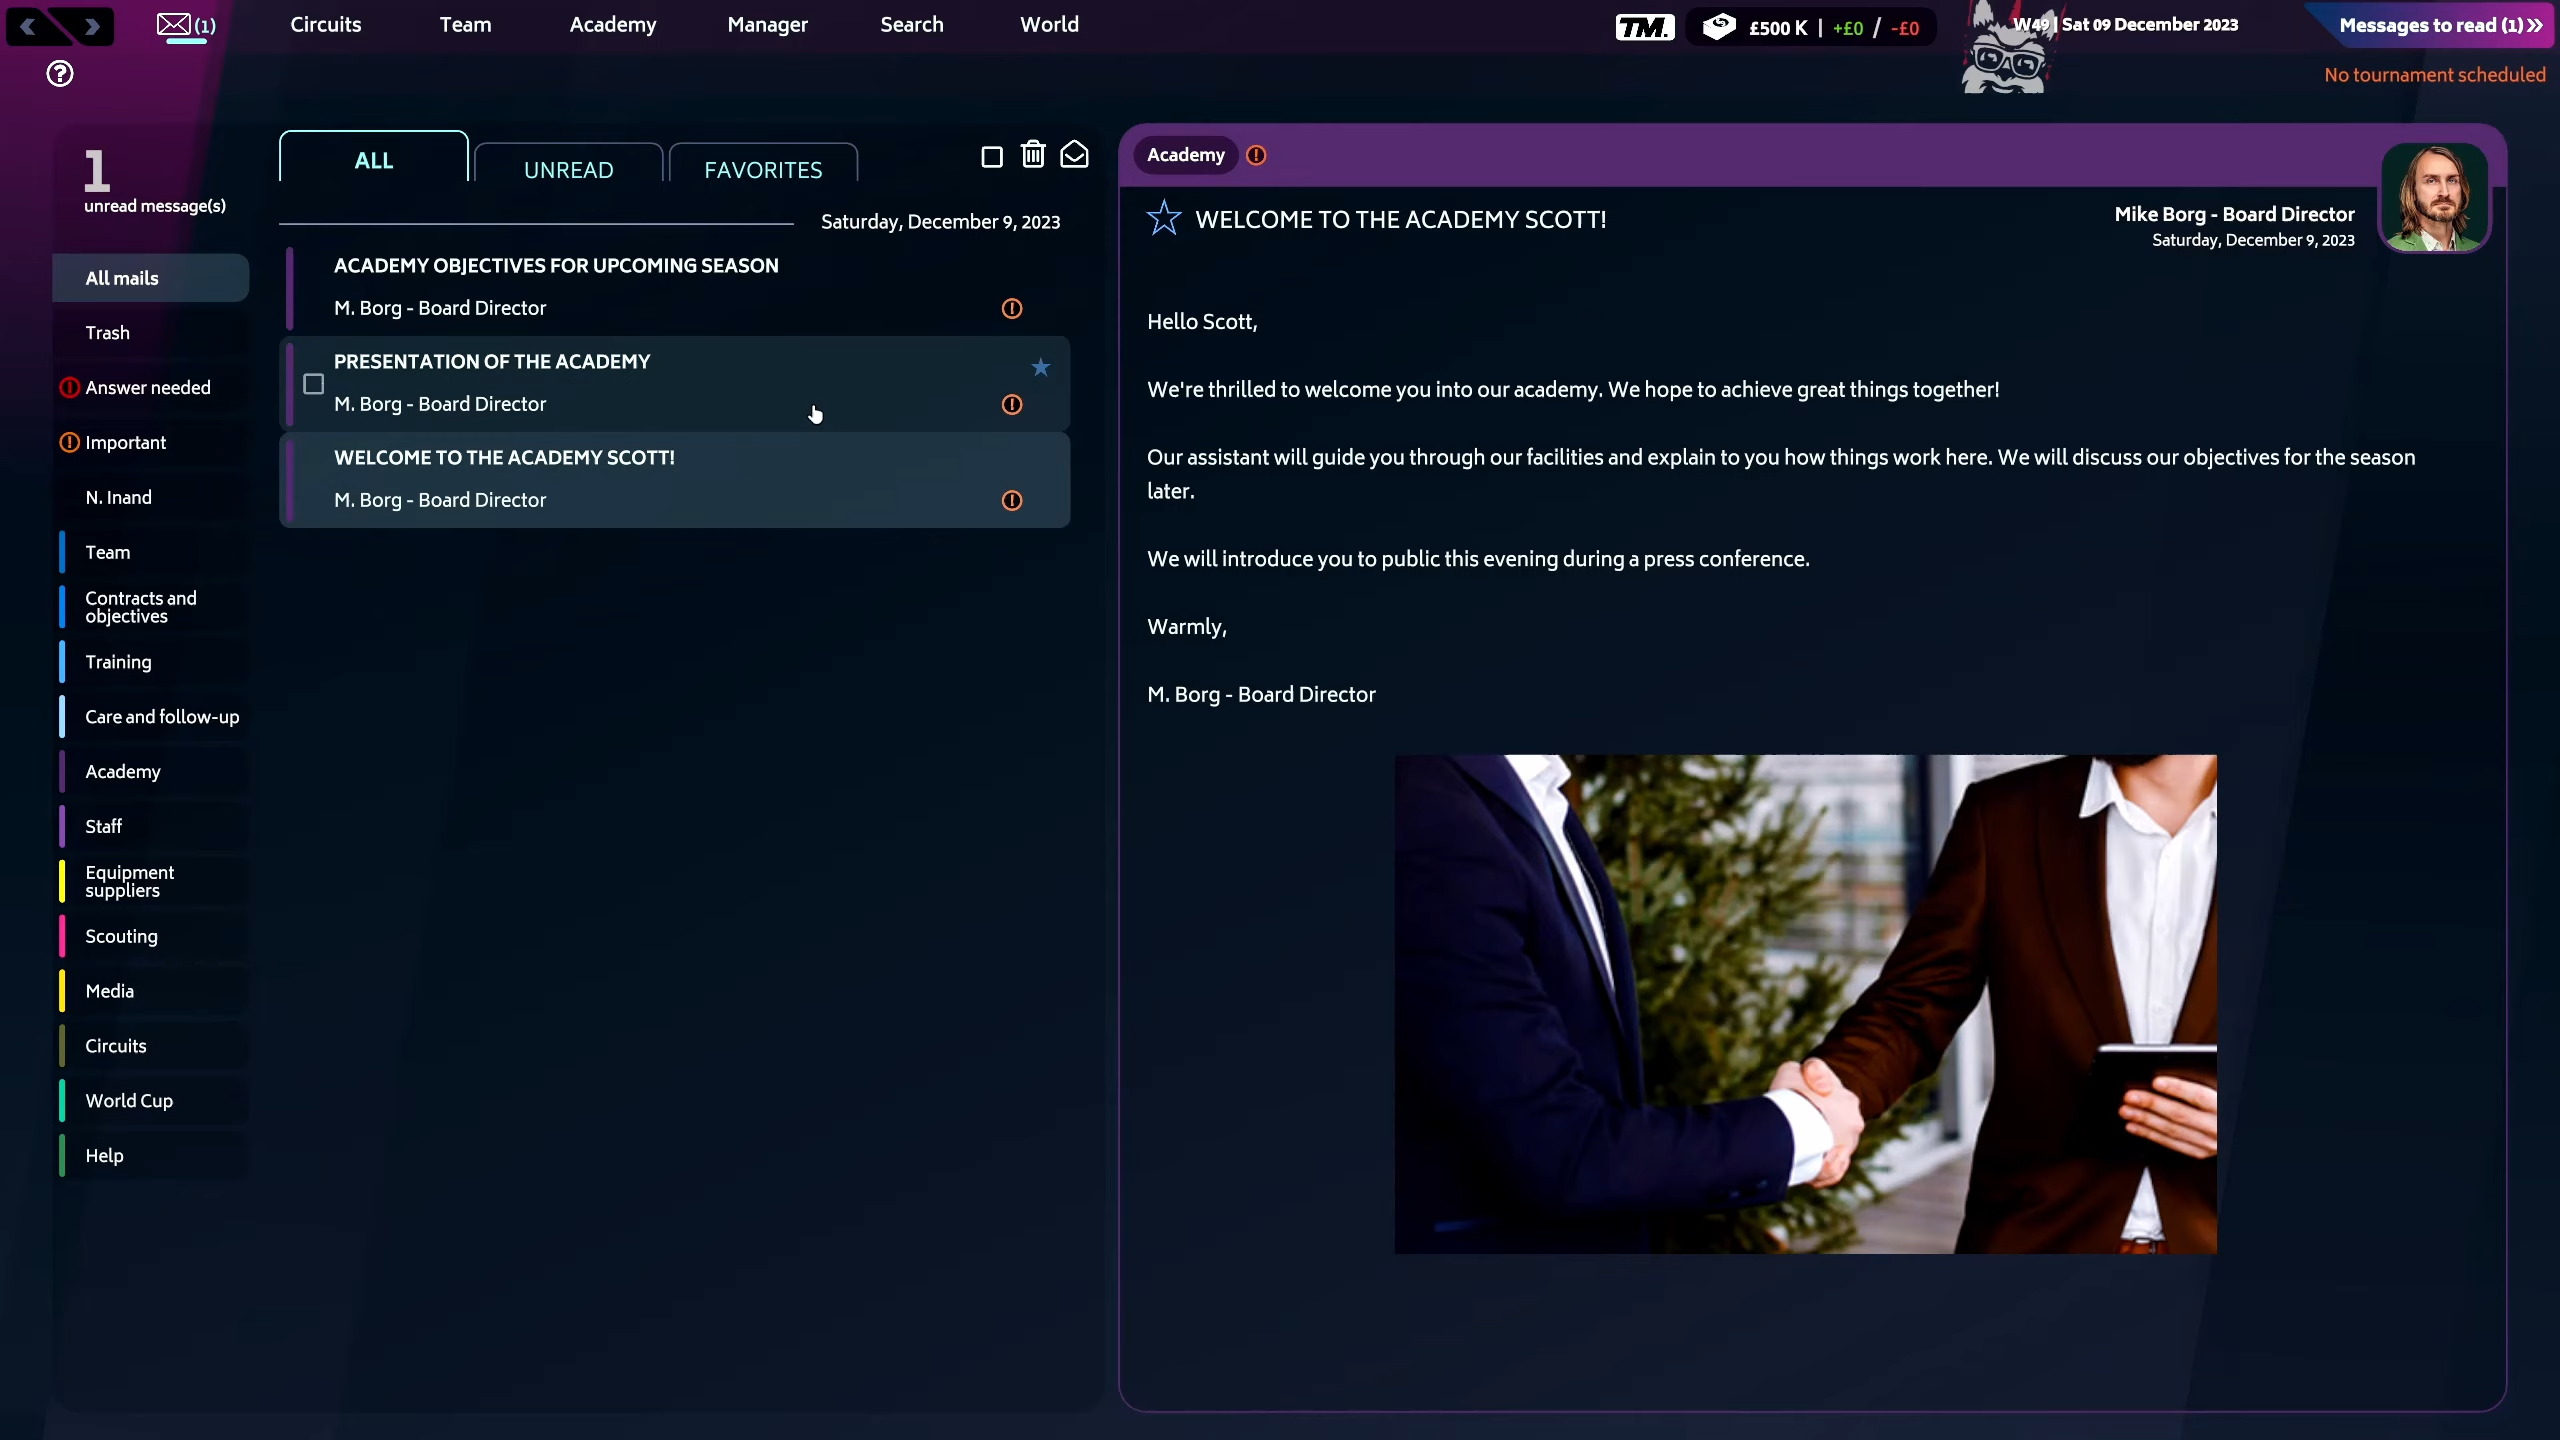 (1)
Circuits
Team
Academy
Manager
Search
World
TM.
£500 K | +£0 / -£0
W49 | Sat 09 December 2023
Messages to read (1)
No tournament scheduled
1
unread message(s)
All mails
Trash
Answer needed
Important
N. Inand
Team
Contracts and
objectives
Training
Care and follow-up
Academy
Staff
Equipment
suppliers
Scouting
Media
Circuits
World Cup
Help
ALL
UNREAD
FAVORITES
Saturday, December 9, 2023
ACADEMY OBJECTIVES FOR UPCOMING SEASON
M. Borg - Board Director
PRESENTATION OF THE ACADEMY
M. Borg - Board Director
WELCOME TO THE ACADEMY SCOTT!
M. Borg - Board Director
Academy
WELCOME TO THE ACADEMY SCOTT!
Mike Borg - Board Director
Saturday, December 9, 2023
Hello Scott,
We're thrilled to welcome you into our academy. We hope to achieve great things together!
Our assistant will guide you through our facilities and explain to you how things work here. We will discuss our objectives for the season
later.
We will introduce you to public this evening during a press conference.
Warmly,
M. Borg - Board Director